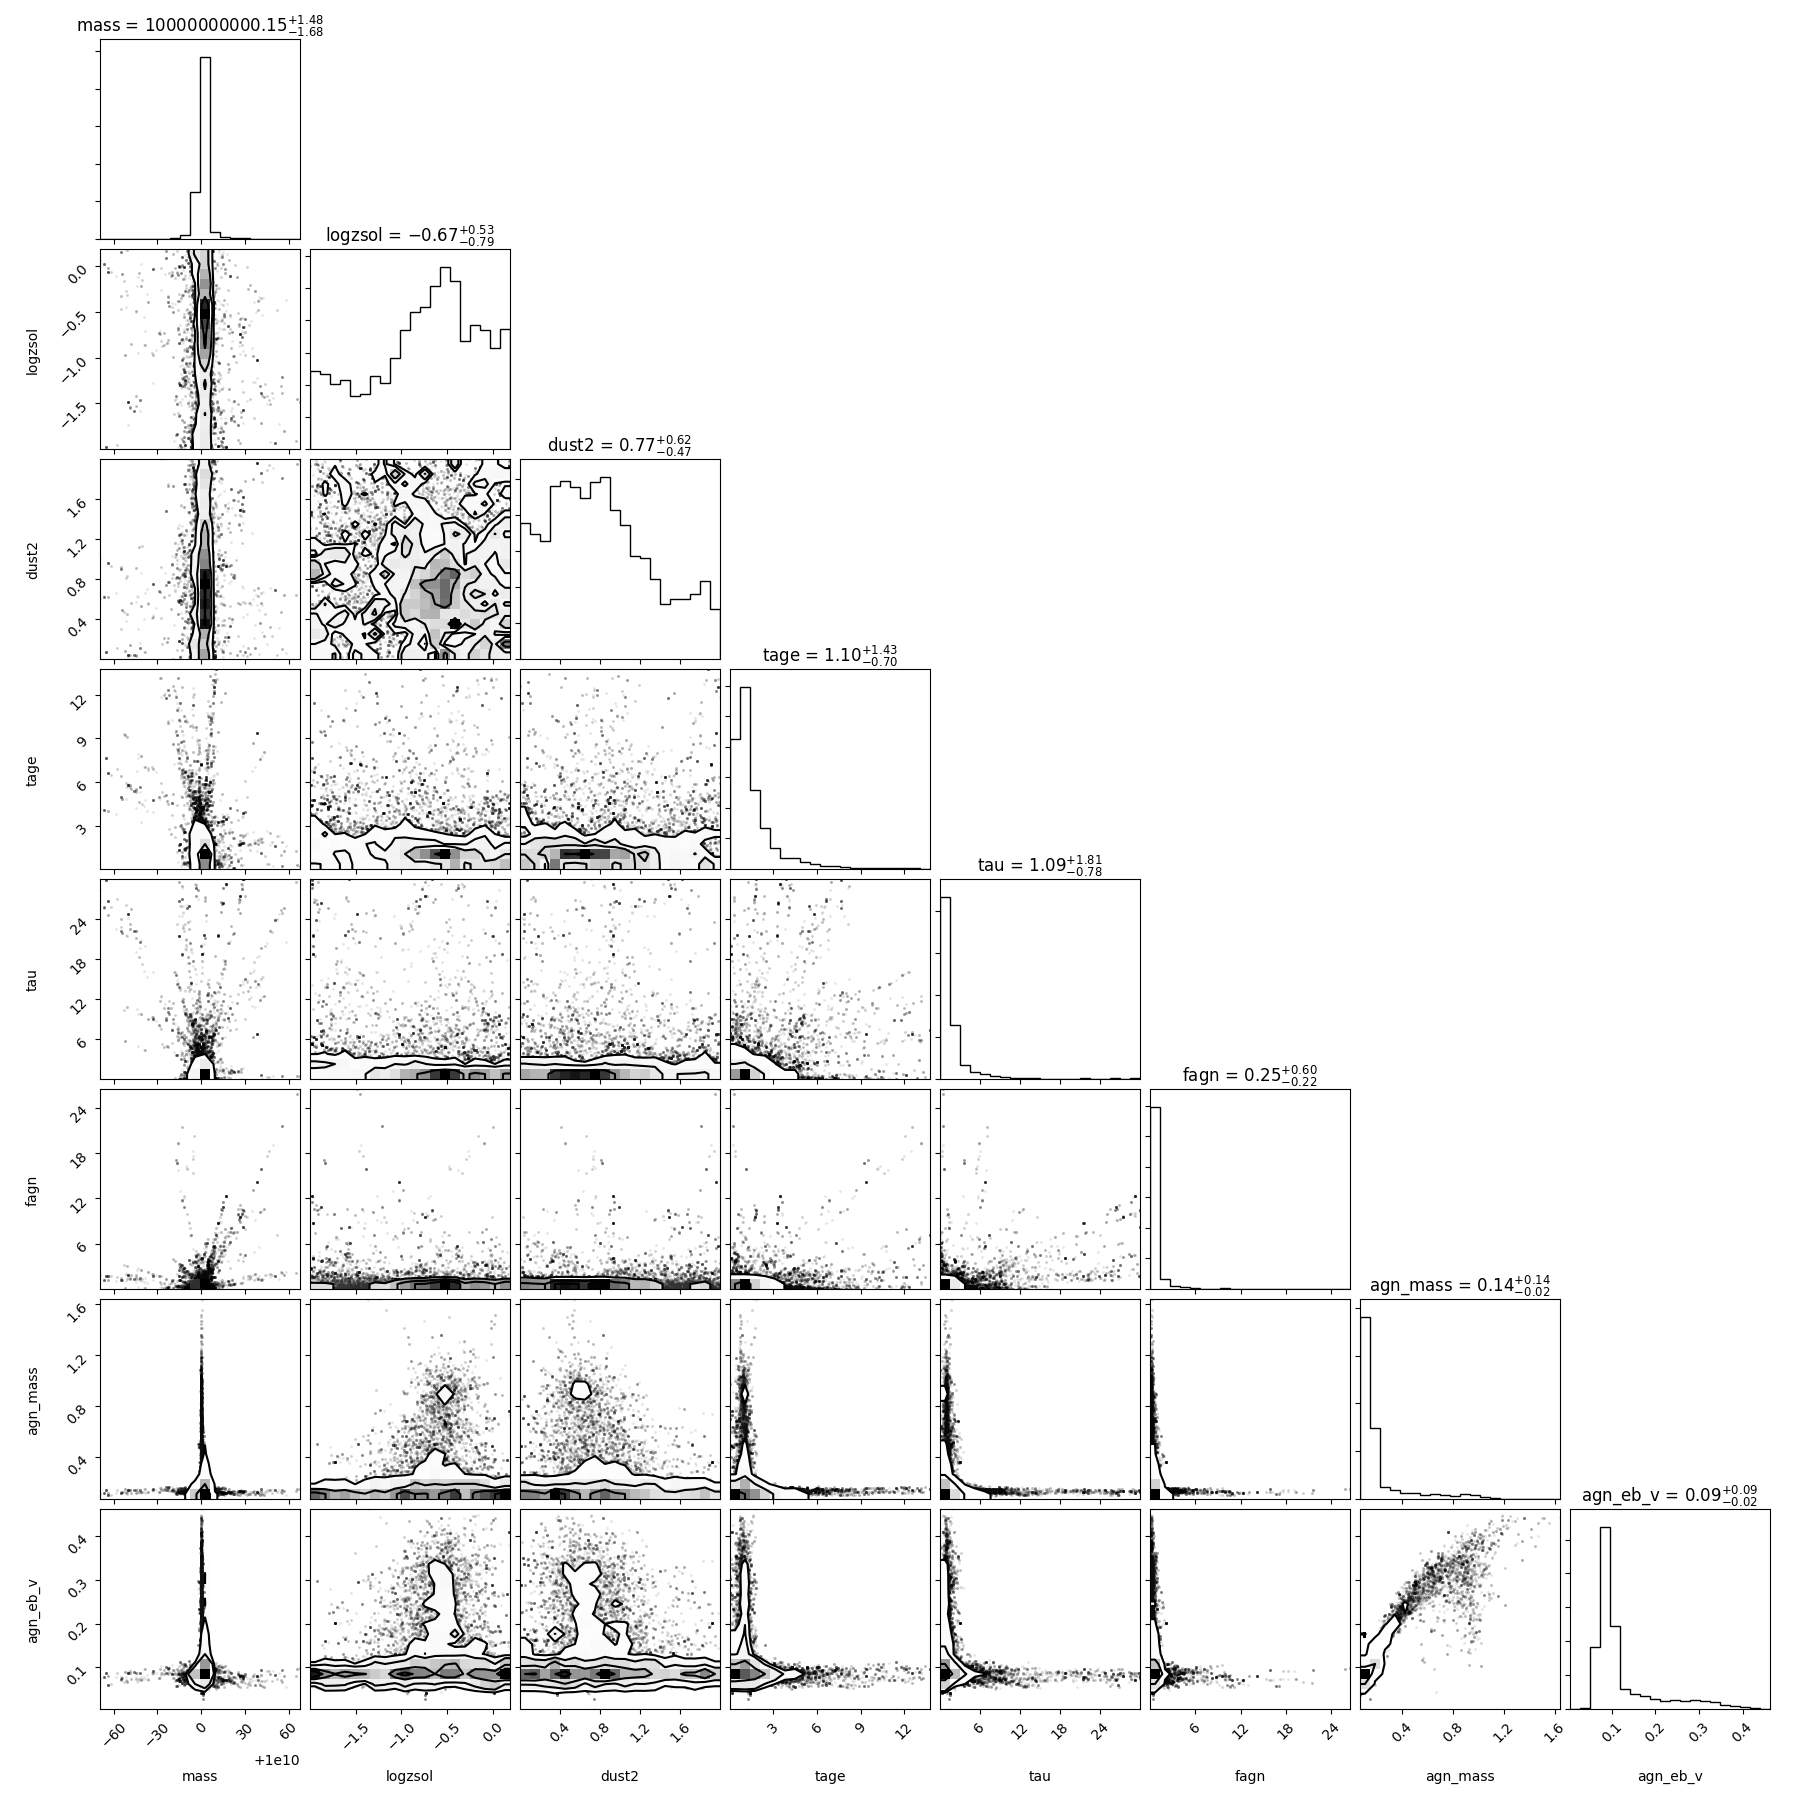 mass = 10000000000.15+1.48−1.68
logzsol = −0.67+0.53−0.79
0.0
−0.5
−1.0
−1.5
logzsol
dust2 = 0.77+0.62−0.47
1.6
1.2
0.8
0.4
dust2
tage = 1.10+1.43−0.70
12
9
6
3
tage
tau = 1.09+1.81−0.78
24
18
12
6
tau
fagn = 0.25+0.60−0.22
24
18
12
6
fagn
agn_mass = 0.14+0.14−0.02
1.6
1.2
0.8
0.4
agn_mass
agn_eb_v = 0.09+0.09−0.02
0.4
0.3
0.2
0.1
agn_eb_v
−60 −30 0 30 60 −1.5 −1.0 −0.5 0.0 0.4 0.8 1.2 1.6 3 6 9 12 6 12 18 24 6 12 18 24 0.4 0.8 1.2 1.6 0.1 0.2 0.3 0.4
+1e10
mass logzsol dust2 tage tau fagn agn_mass agn_eb_v